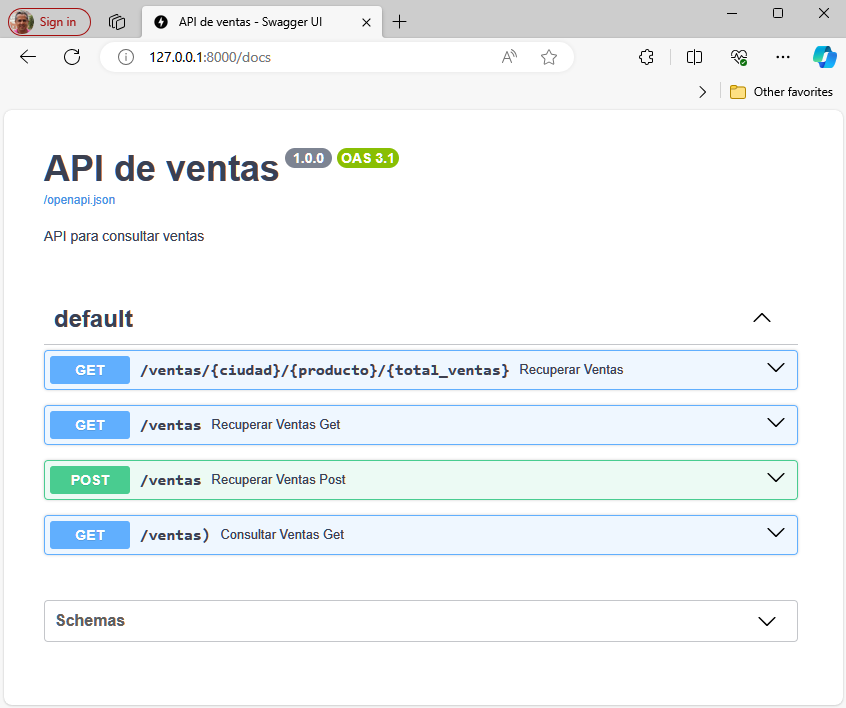 Sign in
API de ventas - Swagger UI
127.0.0.1:8000/docs
Other favorites
API de ventas 1.0.0 OAS 3.1
/openapi.json
API para consultar ventas
default
GET /ventas/{ciudad}/{producto}/{total_ventas} Recuperar Ventas
GET /ventas Recuperar Ventas Get
POST /ventas Recuperar Ventas Post
GET /ventas) Consultar Ventas Get
Schemas